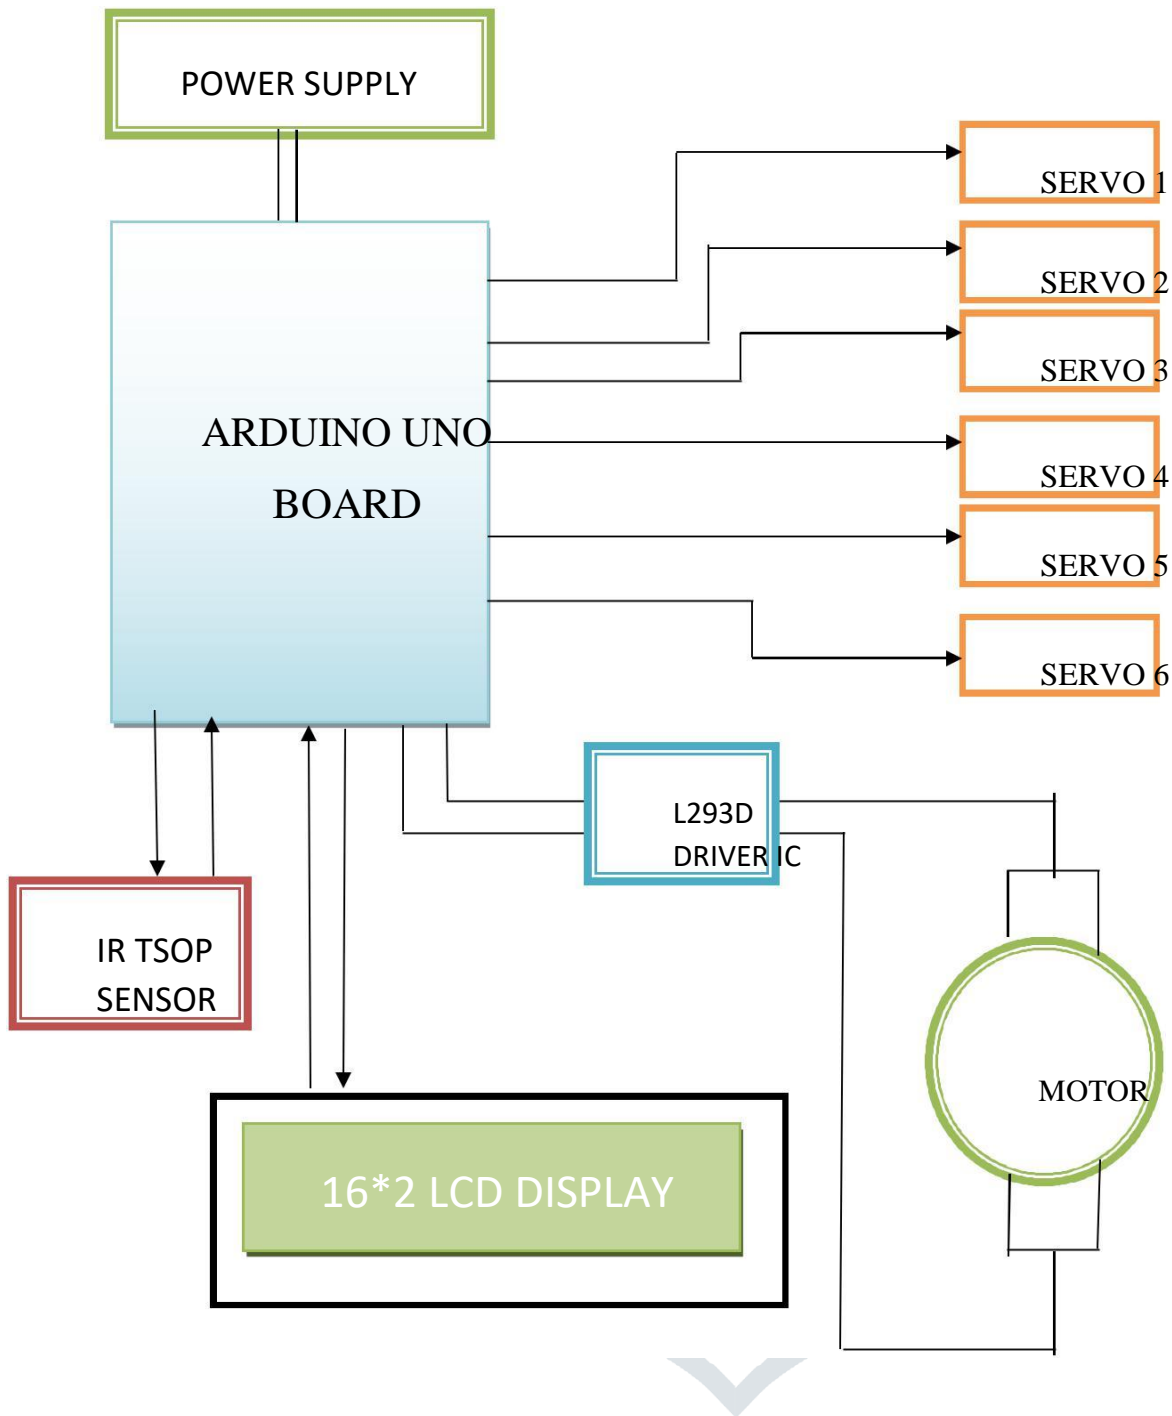 POWER SUPPLY
SERVO 1
SERVO 2
SERVO 3
ARDUINO UNO
BOARD
SERVO 4
SERVO 5
SERVO 6
L293D
DRIVER IC
IR TSOP
SENSOR
MOTOR
16*2 LCD DISPLAY